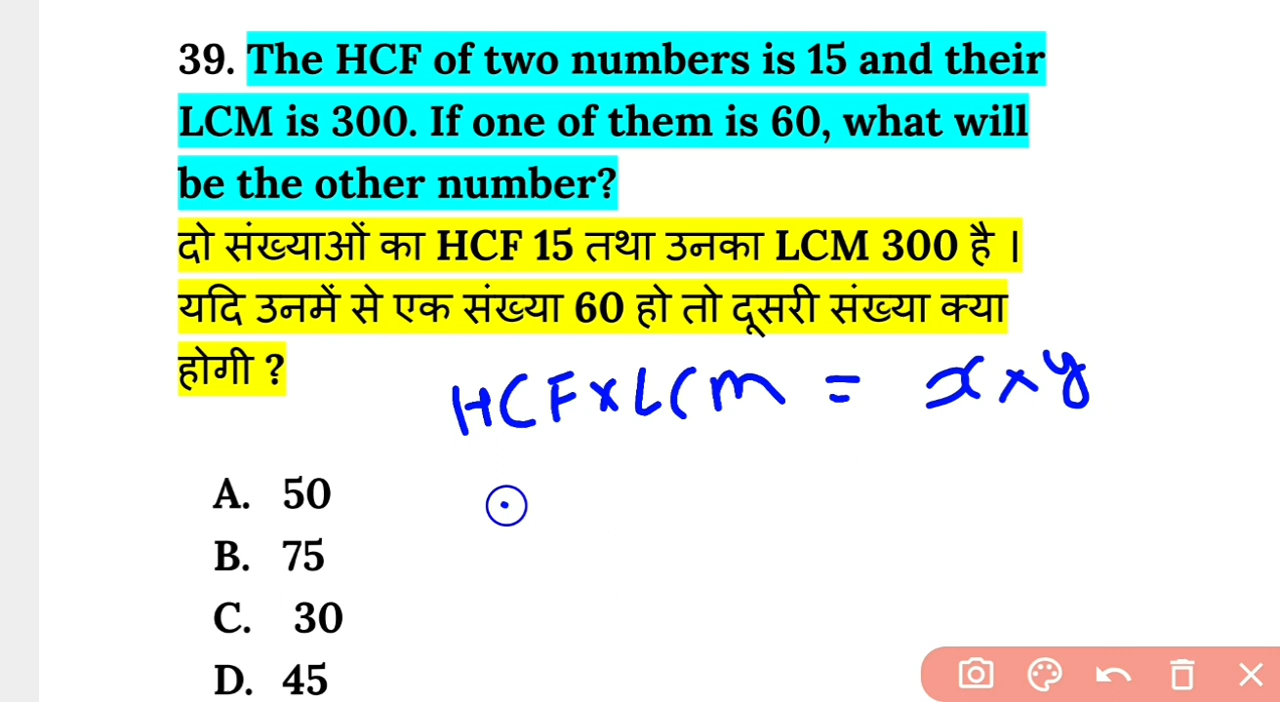 39. The HCF of two numbers is 15 and their
LCM is 300. If one of them is 60, what will
be the other number?
दो संख्याओं का HCF 15 तथा उनका LCM 300 है ।
यदि उनमें से एक संख्या 60 हो तो दूसरी संख्या क्या
होगी ?
HCF×LCM = x×y
A. 50
B. 75
C. 30
D. 45